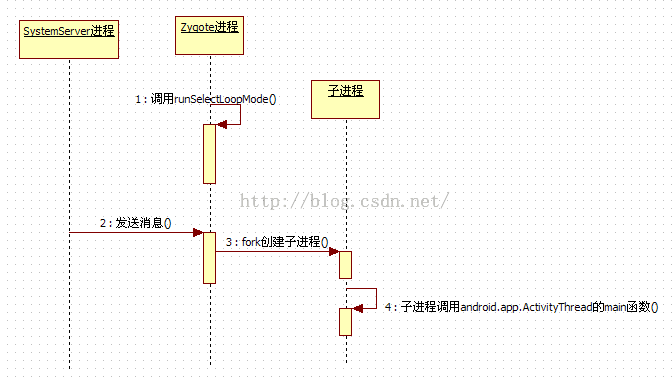 SystemServer进程
Zygote进程
1 : 调用runSelectLoopMode()
子进程
http://blog.csdn.net/
2 : 发送消息()
3 : fork创建子进程()
4 : 子进程调用android.app.ActivityThread的main函数()